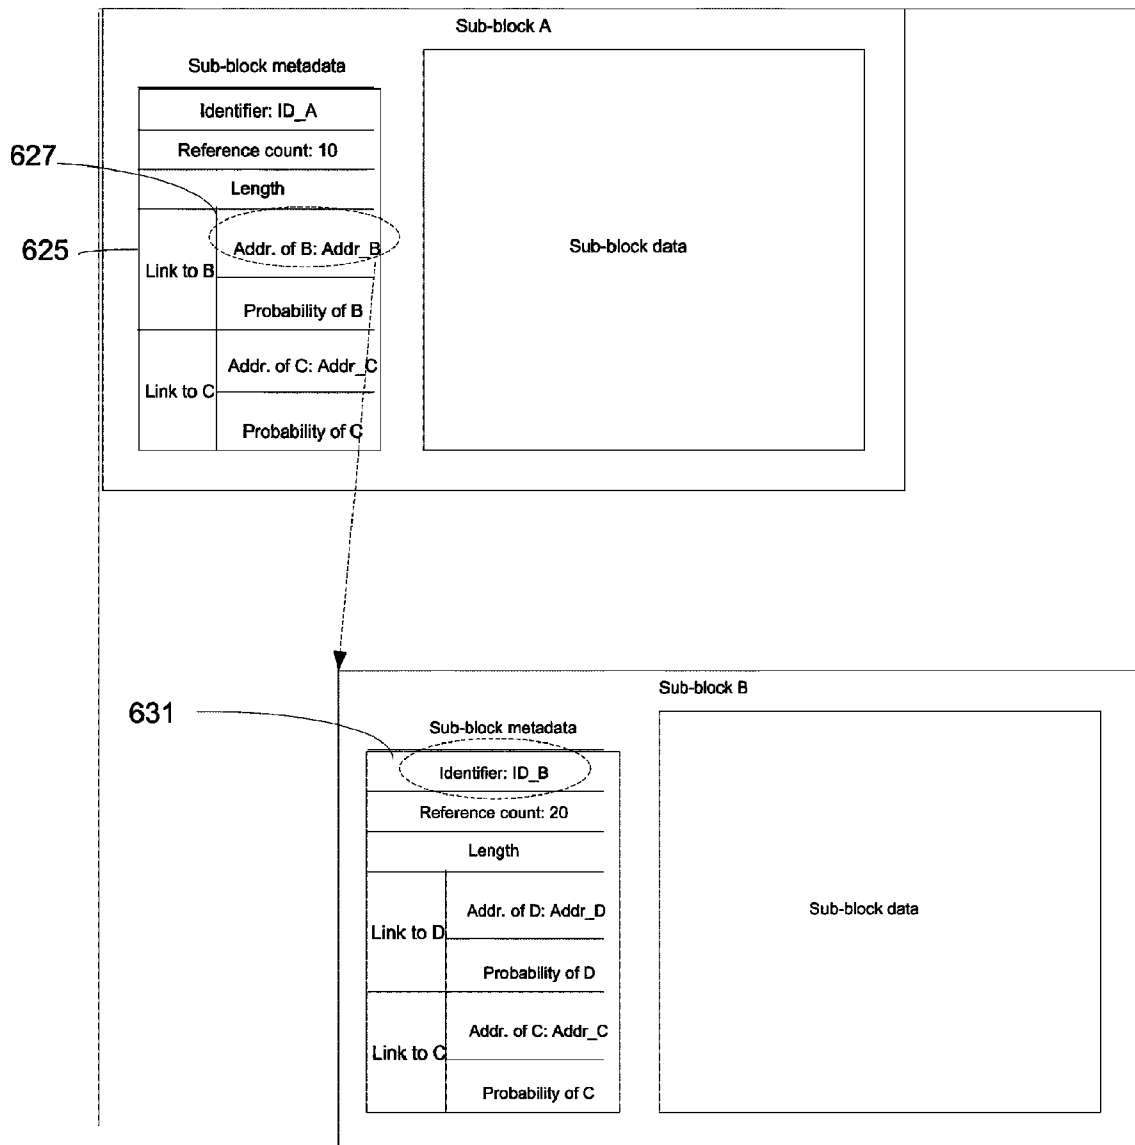 Sub-block A
Sub-block metadata
Identifier: ID_A
Reference count: 10
627
Length
625
Addr. of B: Addr_B
Link to B
Probability of B
Sub-block data
Addr. of C: Addr_C
Link to C
Probability of C
Sub-block B
631
Sub-block metadata
Identifier: ID_B
Reference count: 20
Length
Addr. of D: Addr_D
Link to D
Probability of D
Sub-block data
Addr. of C: Addr_C
Link to C
Probability of C